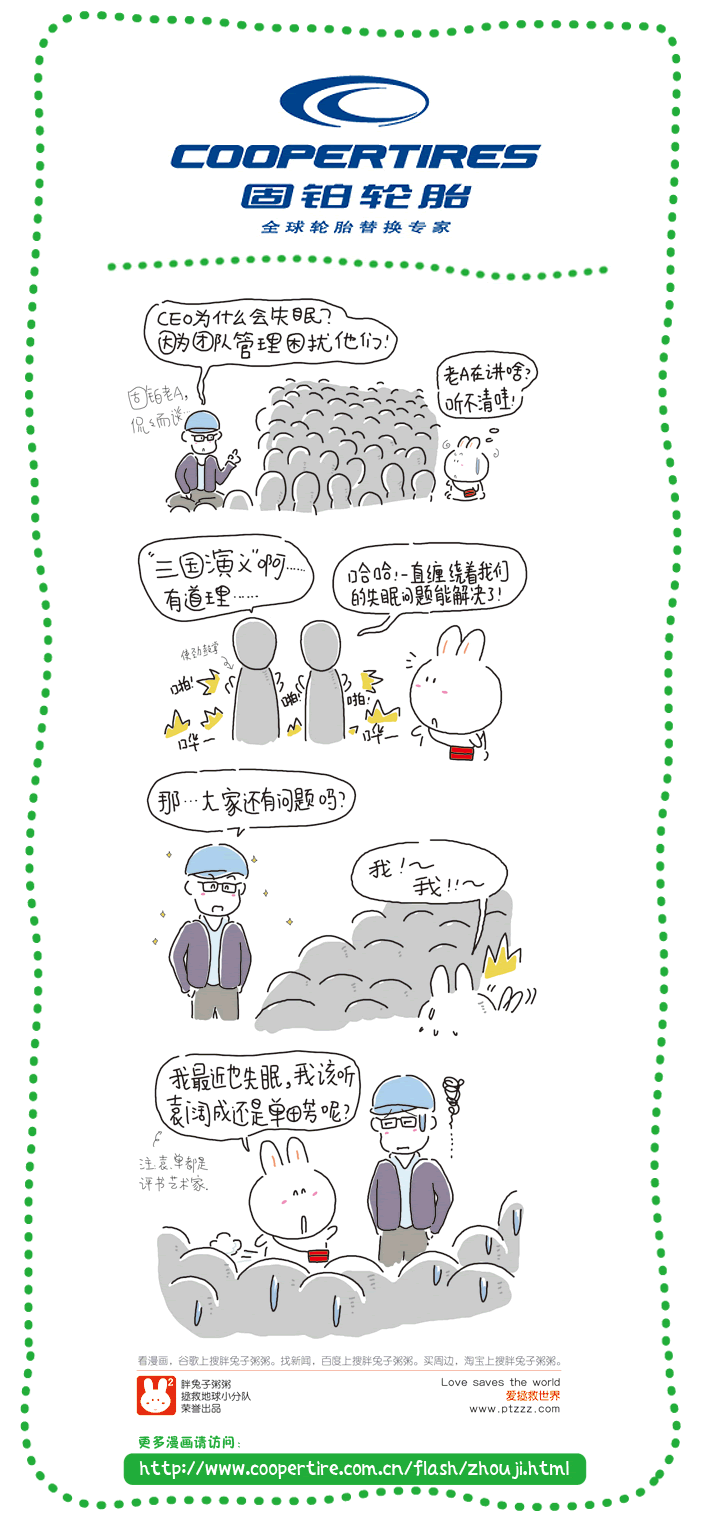 COOPERTIRES
固铂轮胎
全球轮胎替换专家
CEO为什么会失眠?
因为团队管理困扰他们!
固铂老A,
侃侃而谈…
老A在讲啥?
听不清哇!
"三国演义"啊……
有道理……
哈哈!一直缠绕着我们
的失眠问题能解决了!
使劲鼓掌
啪!
啪!
啪!
哗—
哗—
那…大家还有问题吗?
我!~
我!!~
我最近也失眠,我该听
袁阔成还是单田芳呢?
注:袁、单都是
评书艺术家.
看漫画,谷歌上搜胖兔子粥粥。找新闻,百度上搜胖兔子粥粥。买周边,淘宝上搜胖兔子粥粥。
2
胖兔子粥粥
拯救地球小分队
荣誉出品
Love saves the world
爱拯救世界
www.ptzzz.com
更多漫画请访问:
http://www.coopertire.com.cn/flash/zhouji.html